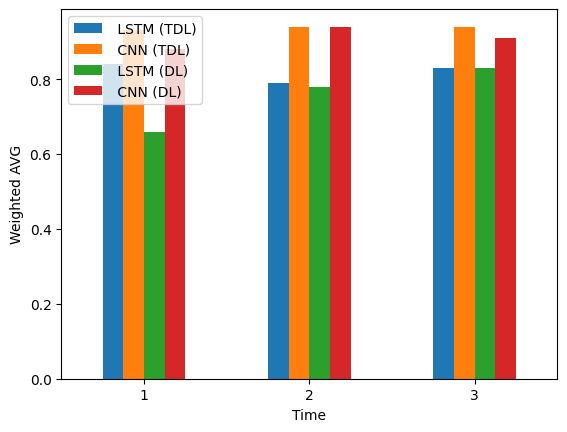 LSTM (TDL)
CNN (TDL)
LSTM (DL)
CNN (DL)
Weighted AVG
0.8
0.6
0.4
0.2
0.0
1 2 3
Time